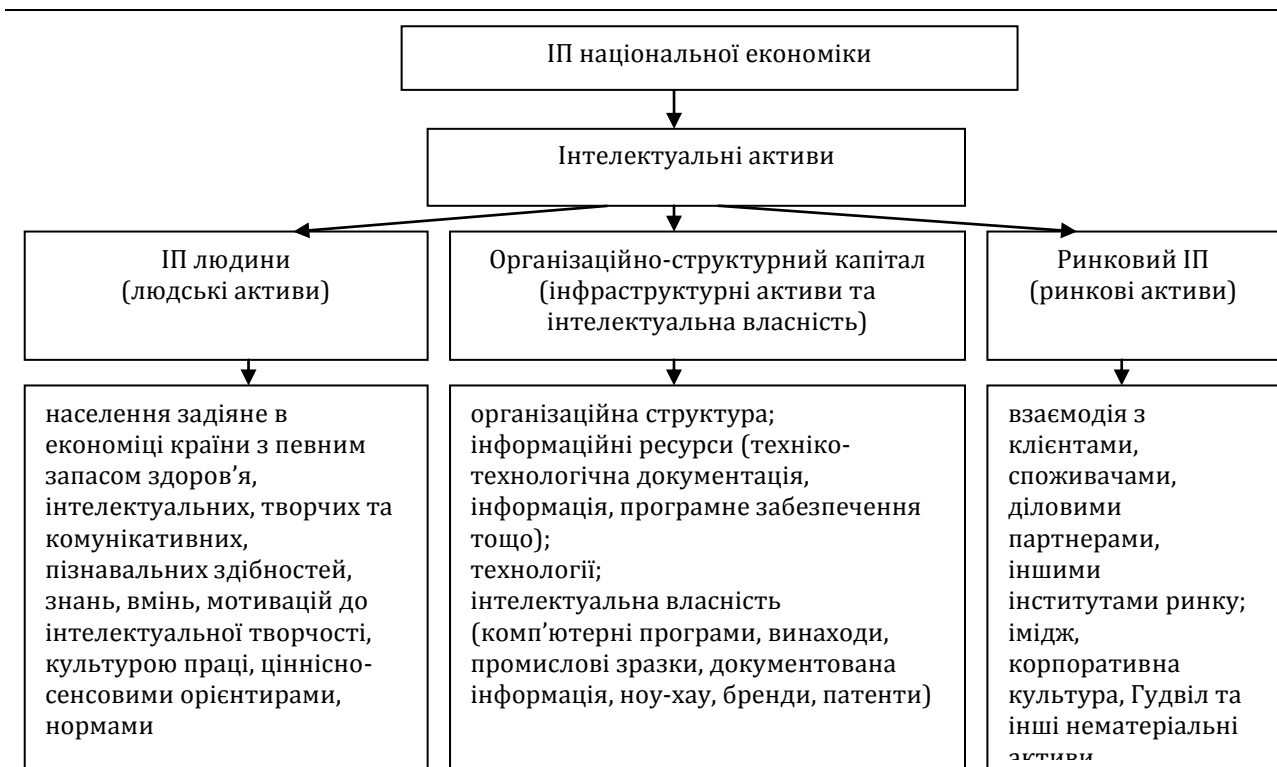 ІП національної економіки
Інтелектуальні активи
ІП людини
(людські активи)
Організаційно-структурний капітал
(інфраструктурні активи та
інтелектуальна власність)
Ринковий ІП
(ринкові активи)
населення задіяне в
економіці країни з певним
запасом здоров’я,
інтелектуальних, творчих та
комунікативних,
пізнавальних здібностей,
знань, вмінь, мотивацій до
інтелектуальної творчості,
культурою праці, ціннісно-
сенсовими орієнтирами,
нормами
організаційна структура;
інформаційні ресурси (техніко-
технологічна документація,
інформація, програмне забезпечення
тощо);
технології;
інтелектуальна власність
(комп’ютерні програми, винаходи,
промислові зразки, документована
інформація, ноу-хау, бренди, патенти)
взаємодія з
клієнтами,
споживачами,
діловими
партнерами,
іншими
інститутами ринку;
імідж,
корпоративна
культура, Гудвіл та
інші нематеріальні
активи